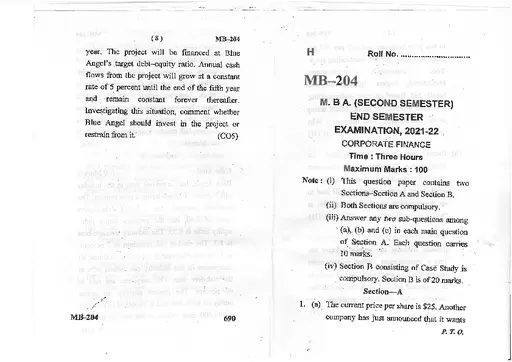 ( 8 ) MB-204
year. The project will be financed at Blue
Angel's target debt-equity ratio. Annual cash
flows from the project will grow at a constant
rate of 5 percent until the end of the fifth year
and remain constant forever thereafter.
Investigating this situation, comment whether
Blue Angel should invest in the project or
restrain from it. (CO5)
MB-204 690
H Roll No. ............................
MB-204
M. B A. (SECOND SEMESTER)
END SEMESTER
EXAMINATION, 2021-22
CORPORATE FINANCE
Time : Three Hours
Maximum Marks : 100
Note : (i) This question paper contains two
Sections-Section A and Section B.
(ii) Both Sections are compulsory.
(iii) Answer any two sub-questions among
(a), (b) and (c) in each main question
of Section A. Each question carries
10 marks.
(iv) Section B consisting of Case Study is
compulsory. Section B is of 20 marks.
Section—A
1. (a) The current price per share is $25. Another
company has just announced that it wants
P. T. O.